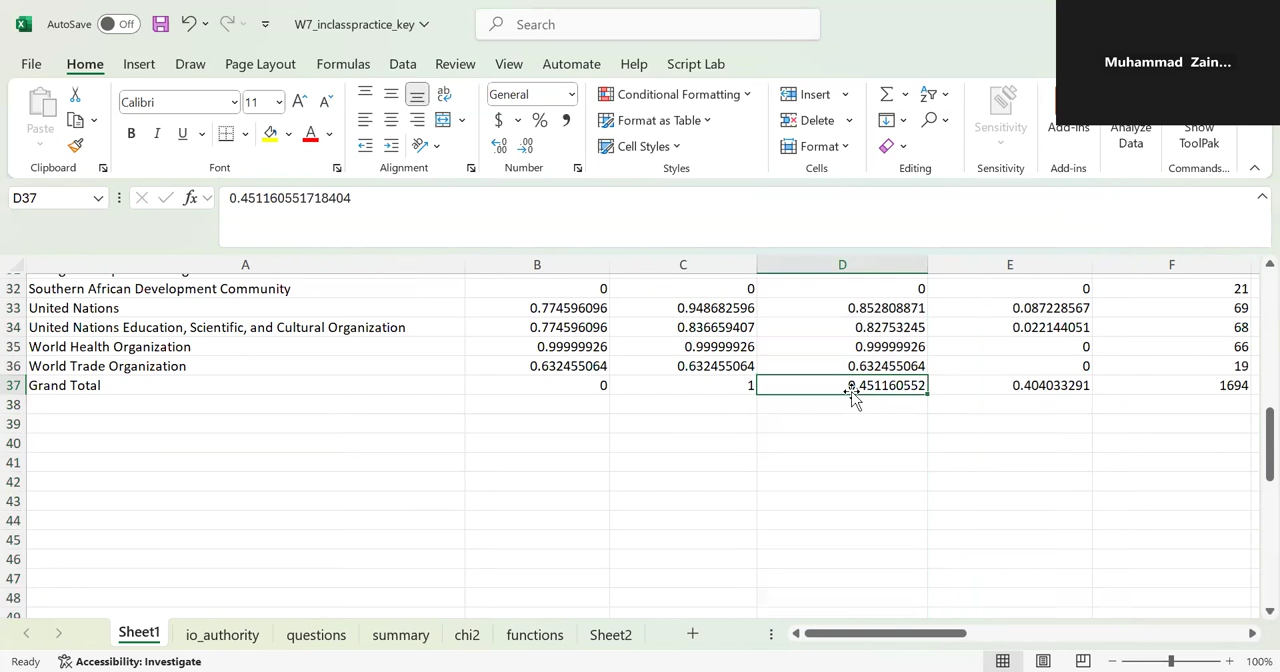 AutoSave Off W7_inclasspractice_key Search
Muhammad Zain...
File Home Insert Draw Page Layout Formulas Data Review View Automate Help Script Lab
Paste Calibri 11 B I U General $ % Conditional Formatting Format as Table Cell Styles Insert Delete Format Sensitivity Add-ins Analyze Data Show ToolPak
Clipboard Font Alignment Number Styles Cells Editing Sensitivity Add-ins Commands...
D37 fx 0.451160551718404
A B C D E F
32 Southern African Development Community 0 0 0 0 21
33 United Nations 0.774596096 0.948682596 0.852808871 0.087228567 69
34 United Nations Education, Scientific, and Cultural Organization 0.774596096 0.836659407 0.82753245 0.022144051 68
35 World Health Organization 0.99999926 0.99999926 0.99999926 0 66
36 World Trade Organization 0.632455064 0.632455064 0.632455064 0 19
37 Grand Total 0 1 0.451160552 0.404033291 1694
38
39
40
41
42
43
44
45
46
47
48
Sheet1 io_authority questions summary chi2 functions Sheet2
Ready Accessibility: Investigate 100%